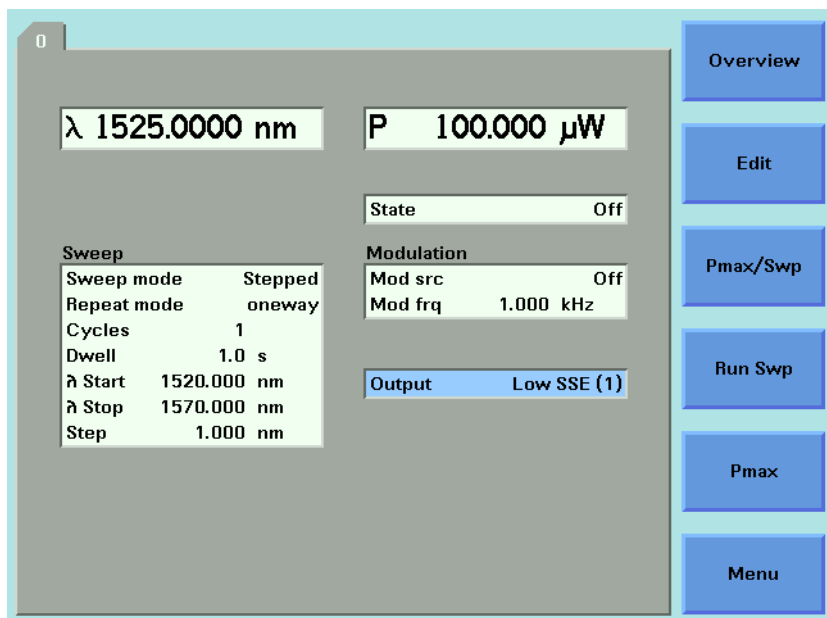 0
λ 1525.0000 nm
P 100.000 µW
State Off
Sweep
Sweep mode Stepped
Repeat mode oneway
Cycles 1
Dwell 1.0 s
λ Start 1520.000 nm
λ Stop 1570.000 nm
Step 1.000 nm
Modulation
Mod src Off
Mod frq 1.000 kHz
Output Low SSE (1)
Overview
Edit
Pmax/Swp
Run Swp
Pmax
Menu